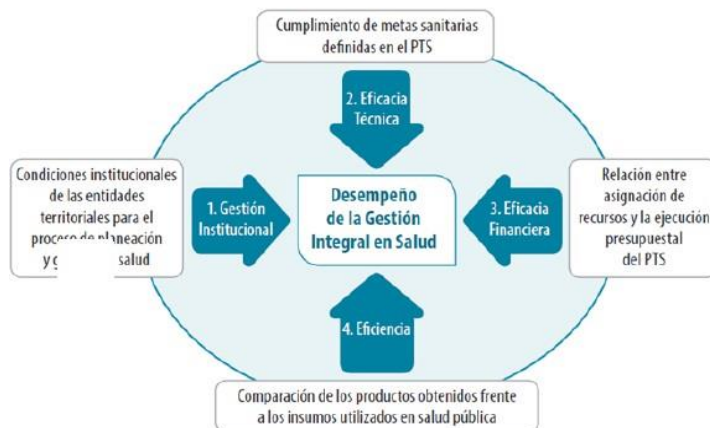 Cumplimiento de metas sanitarias
definidas en el PTS
2. Eficacia
Técnica
Condiciones institucionales
de las entidades
territoriales para el
proceso de planeación
y salud
1. Gestión
Institucional
Desempeño
de la Gestión
Integral en Salud
3. Eficacia
Financiera
Relación entre
asignación de
recursos y la ejecución
presupuestal
del PTS
4. Eficiencia
Comparación de los productos obtenidos frente
a los insumos utilizados en salud pública